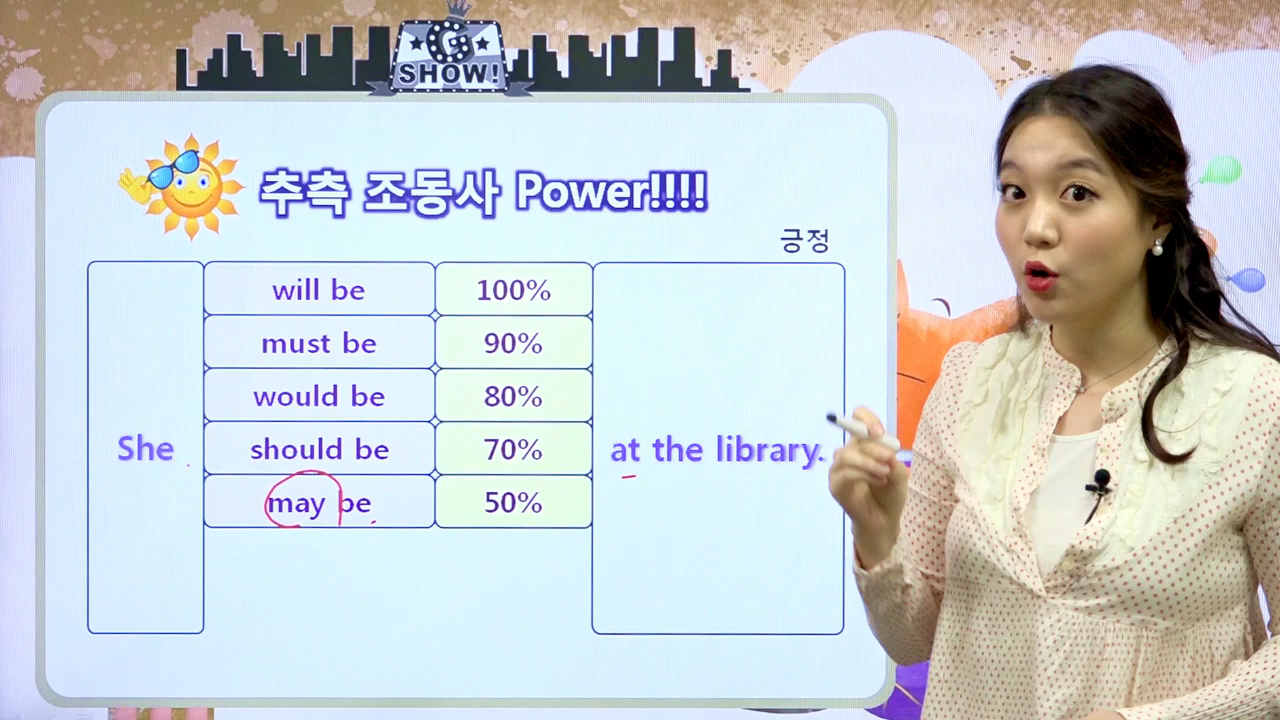 G
SHOW!
추측 조동사 Power!!!!
긍정
will be 100%
must be 90%
would be 80%
She should be 70% at the library.
may be 50%